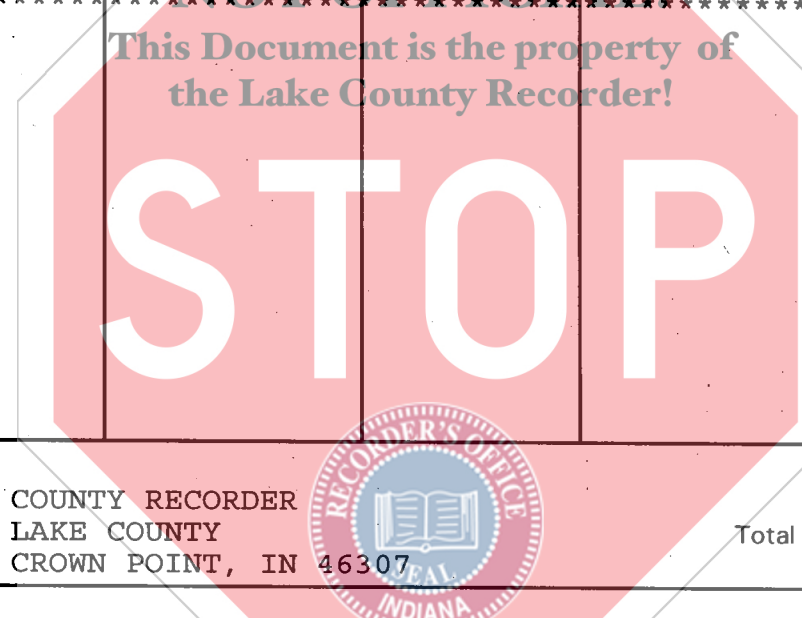 This Document is the property of
the Lake County Recorder!
STOP
COUNTY RECORDER
LAKE COUNTY
CROWN POINT, IN 46307
Total
RECORDER'S OFFICE
SEAL
INDIANA